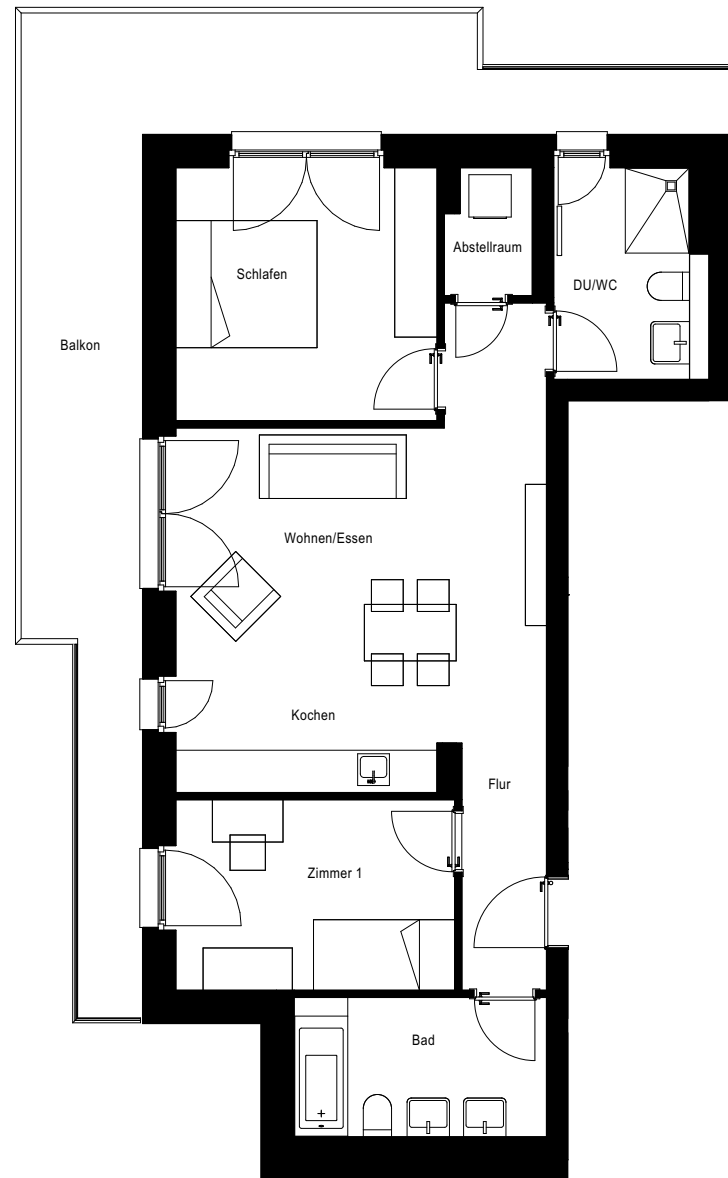 Abstellraum
Schlafen
DU/WC
Balkon
Wohnen/Essen
Kochen
Flur
Zimmer 1
Bad